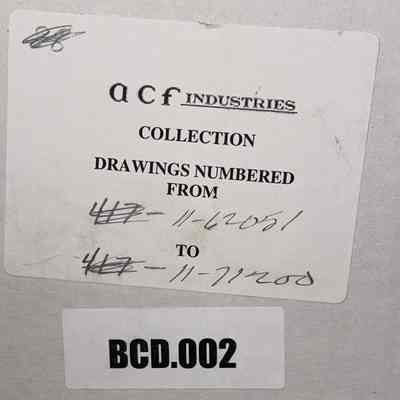 acf INDUSTRIES
COLLECTION
DRAWINGS NUMBERED
FROM
417- 11-62051
TO
417- 11-71200
BCD.002